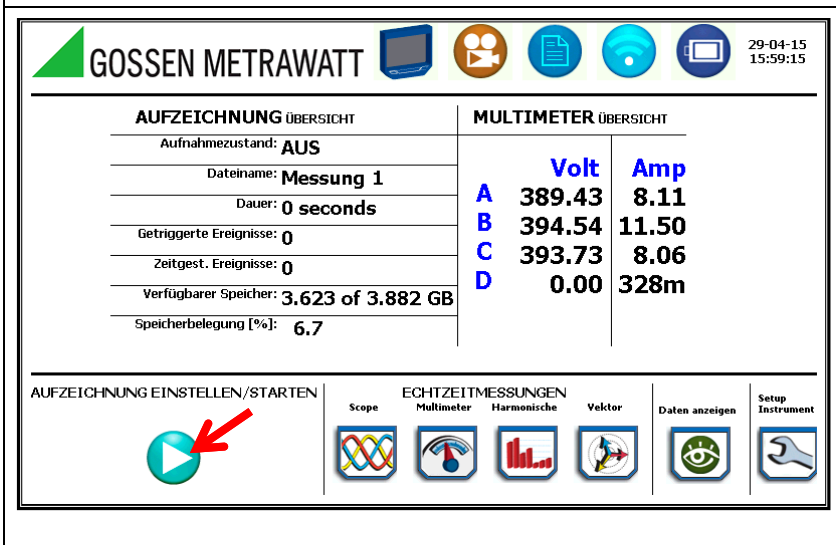 GOSSEN METRAWATT
29-04-15
15:59:15
AUFZEICHNUNG ÜBERSICHT
Aufnahmezustand: AUS
Dateiname: Messung 1
Dauer: 0 seconds
Getriggerte Ereignisse: 0
Zeitgest. Ereignisse: 0
Verfügbarer Speicher: 3.623 of 3.882 GB
Speicherbelegung [%]: 6.7
MULTIMETER ÜBERSICHT
Volt Amp
A 389.43 8.11
B 394.54 11.50
C 393.73 8.06
D 0.00 328m
AUFZEICHNUNG EINSTELLEN/STARTEN
ECHTZEITMESSUNGEN
Scope Multimeter Harmonische Vektor
Daten anzeigen
Setup
Instrument